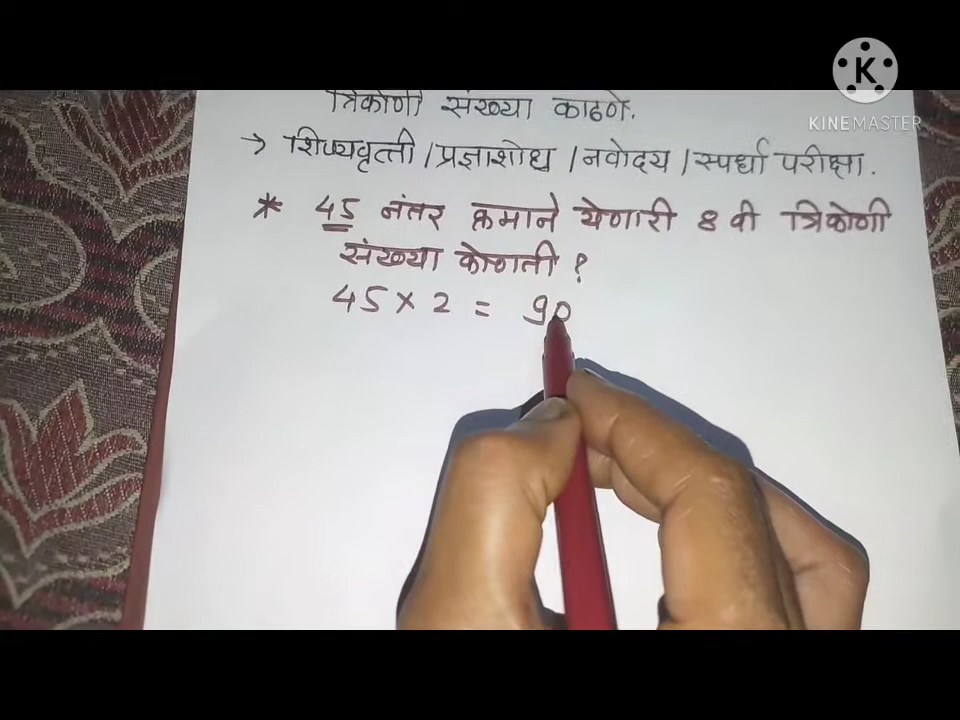 K
KINEMASTER
त्रिकोणी संख्या काढणे.
→ शिष्यवृत्ती / प्रज्ञाशोध / नवोदय / स्पर्धा परीक्षा.
* 45 नंतर क्रमाने येणारी 8 वी त्रिकोणी
संख्या कोणती ?
45 × 2 = 90